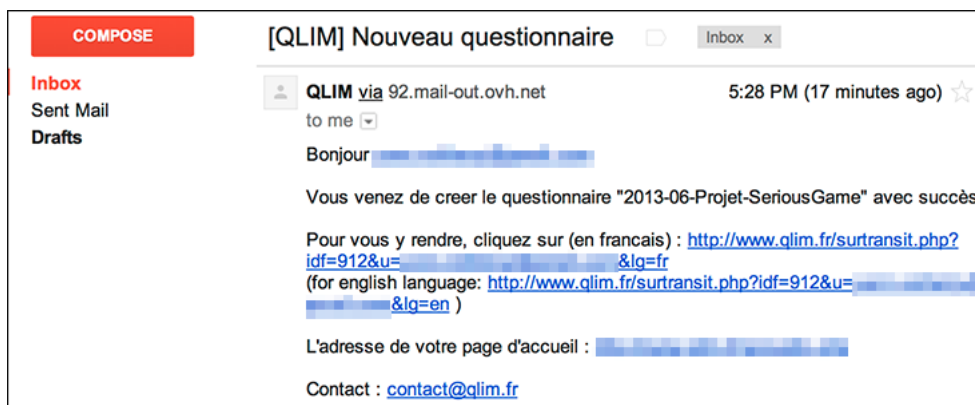 COMPOSE
Inbox
Sent Mail
Drafts
[QLIM] Nouveau questionnaire
Inbox x
QLIM via 92.mail-out.ovh.net
5:28 PM (17 minutes ago)
to me
Bonjour
Vous venez de creer le questionnaire "2013-06-Projet-SeriousGame" avec succès
Pour vous y rendre, cliquez sur (en francais) : http://www.qlim.fr/surtransit.php?
idf=912&u= &lg=fr
(for english language: http://www.qlim.fr/surtransit.php?idf=912&u=
&lg=en )
L'adresse de votre page d'accueil :
Contact : contact@qlim.fr